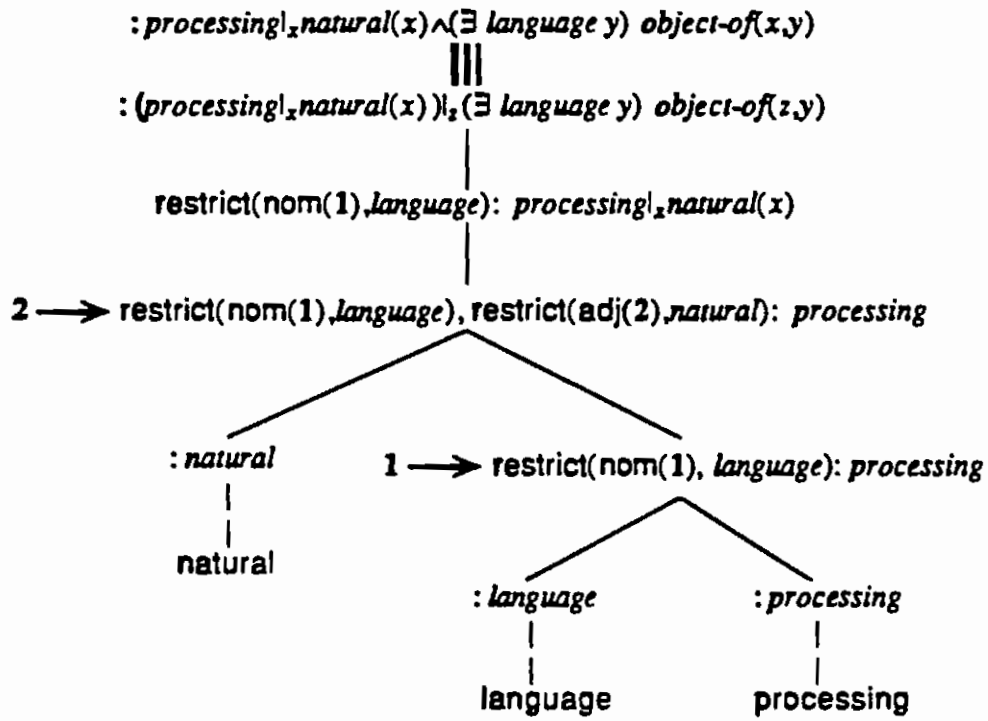 :processing|ₓnatural(x)∧(∃ language y) object-of(x,y)
|||
:(processing|ₓnatural(x))|_z(∃ language y) object-of(z,y)
restrict(nom(1),language): processing|ₓnatural(x)
2 → restrict(nom(1),language), restrict(adj(2),natural): processing
:natural
1 → restrict(nom(1), language): processing
natural
:language :processing
language processing